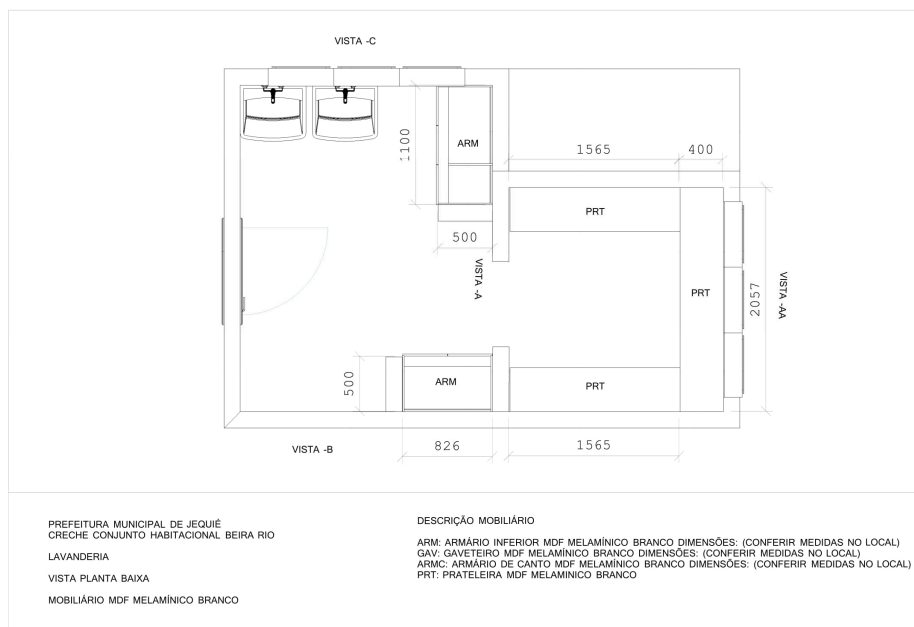 VISTA -C
ARM
1100
1565
400
PRT
500
VISTA -A
PRT
2057
VISTA -AA
500
ARM
PRT
VISTA -B
826
1565
PREFEITURA MUNICIPAL DE JEQUIÉ
CRECHE CONJUNTO HABITACIONAL BEIRA RIO
LAVANDERIA
VISTA PLANTA BAIXA
MOBILIÁRIO MDF MELAMÍNICO BRANCO
DESCRIÇÃO MOBILIÁRIO
ARM: ARMÁRIO INFERIOR MDF MELAMÍNICO BRANCO DIMENSÕES: (CONFERIR MEDIDAS NO LOCAL)
GAV: GAVETEIRO MDF MELAMÍNICO BRANCO DIMENSÕES: (CONFERIR MEDIDAS NO LOCAL)
ARMC: ARMÁRIO DE CANTO MDF MELAMÍNICO BRANCO DIMENSÕES: (CONFERIR MEDIDAS NO LOCAL)
PRT: PRATELEIRA MDF MELAMINICO BRANCO